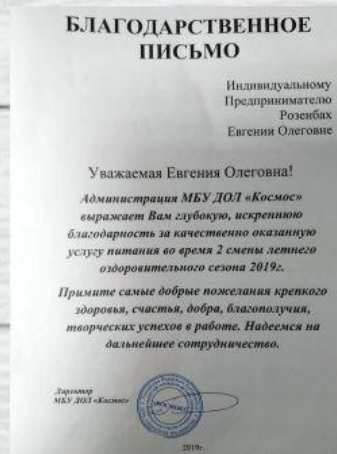 БЛАГОДАРСТВЕННОЕ
ПИСЬМО
Индивидуальному
Предпринимателю
Розенбах
Евгении Олеговне
Уважаемая Евгения Олеговна!
Администрация МБУ ДОЛ «Космос»
выражает Вам глубокую, искреннюю
благодарность за качественно оказанную
услугу питания во время 2 смены летнего
оздоровительного сезона 2019г.
Примите самые добрые пожелания крепкого
здоровья, счастья, добра, благополучия,
творческих успехов в работе. Надеемся на
дальнейшее сотрудничество.
Директор
МБУ ДОЛ «Космос»
2019г.